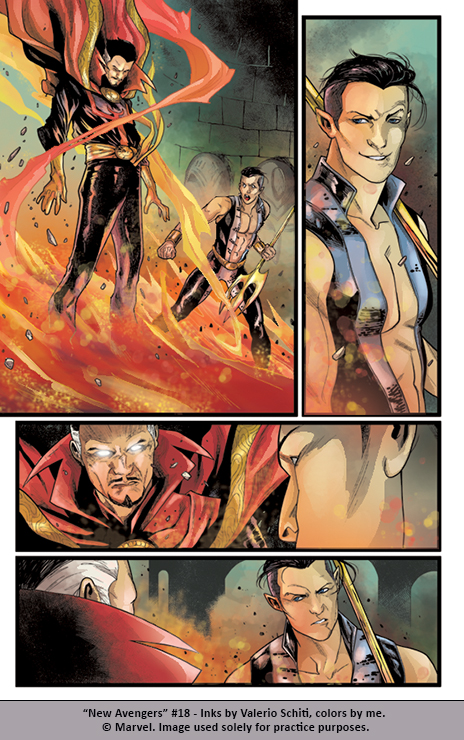 “New Avengers” #18 - Inks by Valerio Schiti, colors by me.
© Marvel. Image used solely for practice purposes.